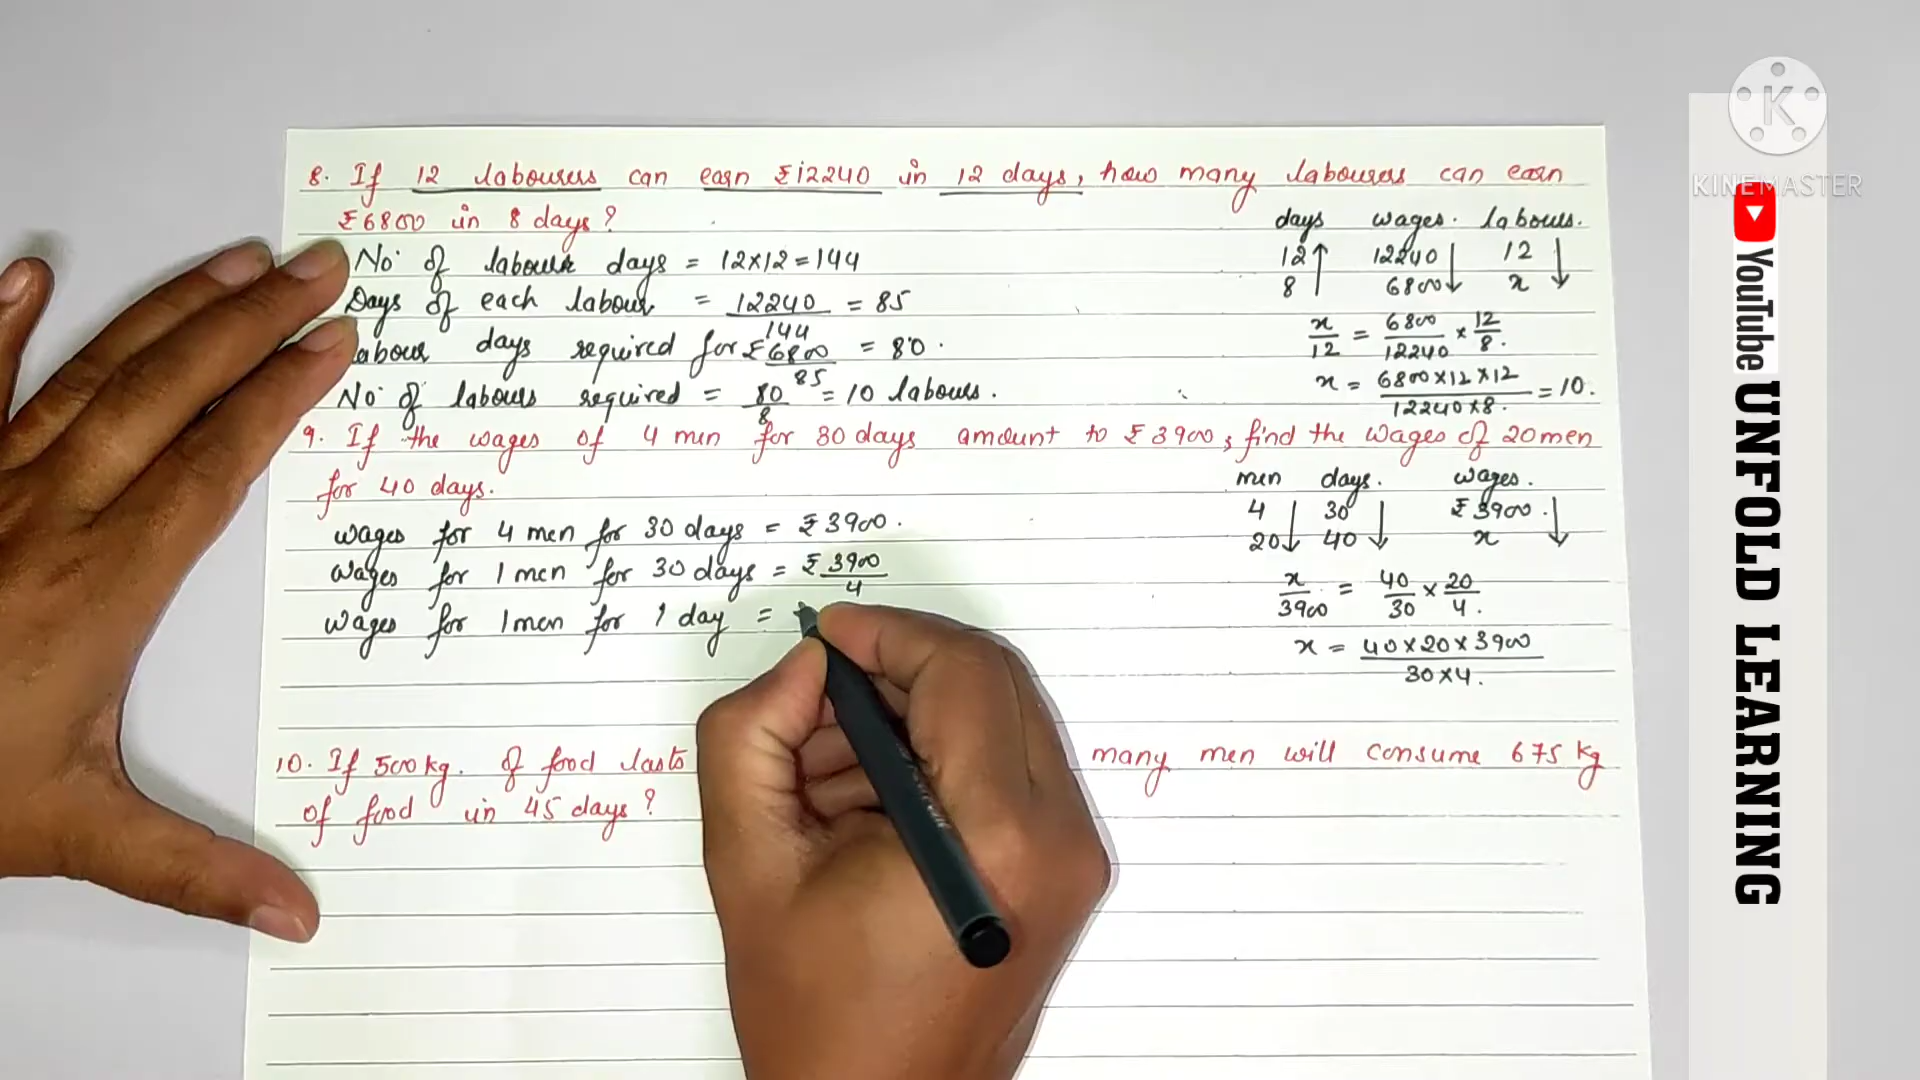 8. If 12 labourers can earn ₹12240 in 12 days, how many labourers can earn
₹6800 in 8 days?
No. of labour days = 12×12=144
Days of each labour = 12240/144 = 85
labour days required for ₹6800/85 = 80.
No. of labours required = 80/8 = 10 labours.
days wages. labours.
12 12240 12
8 6800 x
x/12 = 6800/12240 × 12/8.
x = 6800×12×12/12240×8. = 10.
9. If the wages of 4 men for 30 days amount to ₹3900, find the wages of 20 men
for 40 days.
wages for 4 men for 30 days = ₹3900.
wages for 1 men for 30 days = ₹3900/4
wages for 1 men for 1 day =
men days. wages.
4 30 ₹3900.
20 40 x
x/3900 = 40/30 × 20/4.
x = 40×20×3900/30×4.
10. If 500 kg. of food lasts many men will consume 675 kg
of food in 45 days?
KINEMASTER
YouTube UNFOLD LEARNING